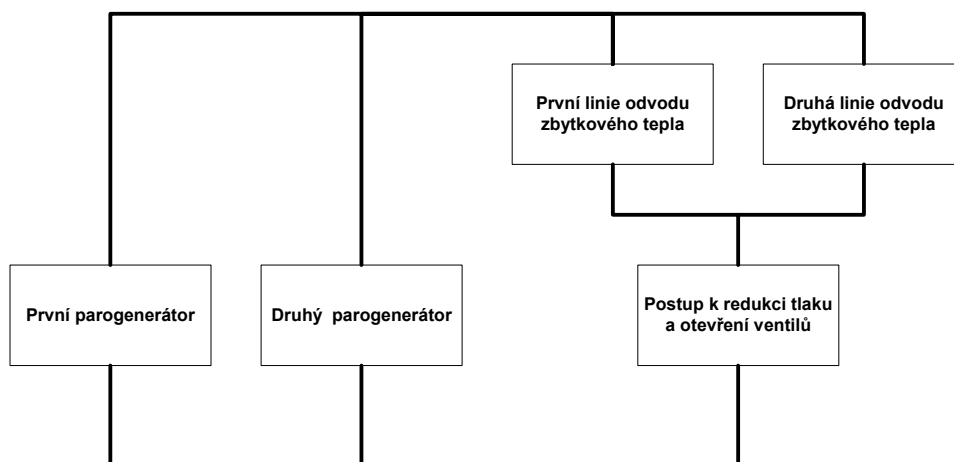 První linie odvodu
zbytkového tepla
Druhá linie odvodu
zbytkového tepla
První parogenerátor
Druhý  parogenerátor
Postup k redukci tlaku
a otevření ventilů